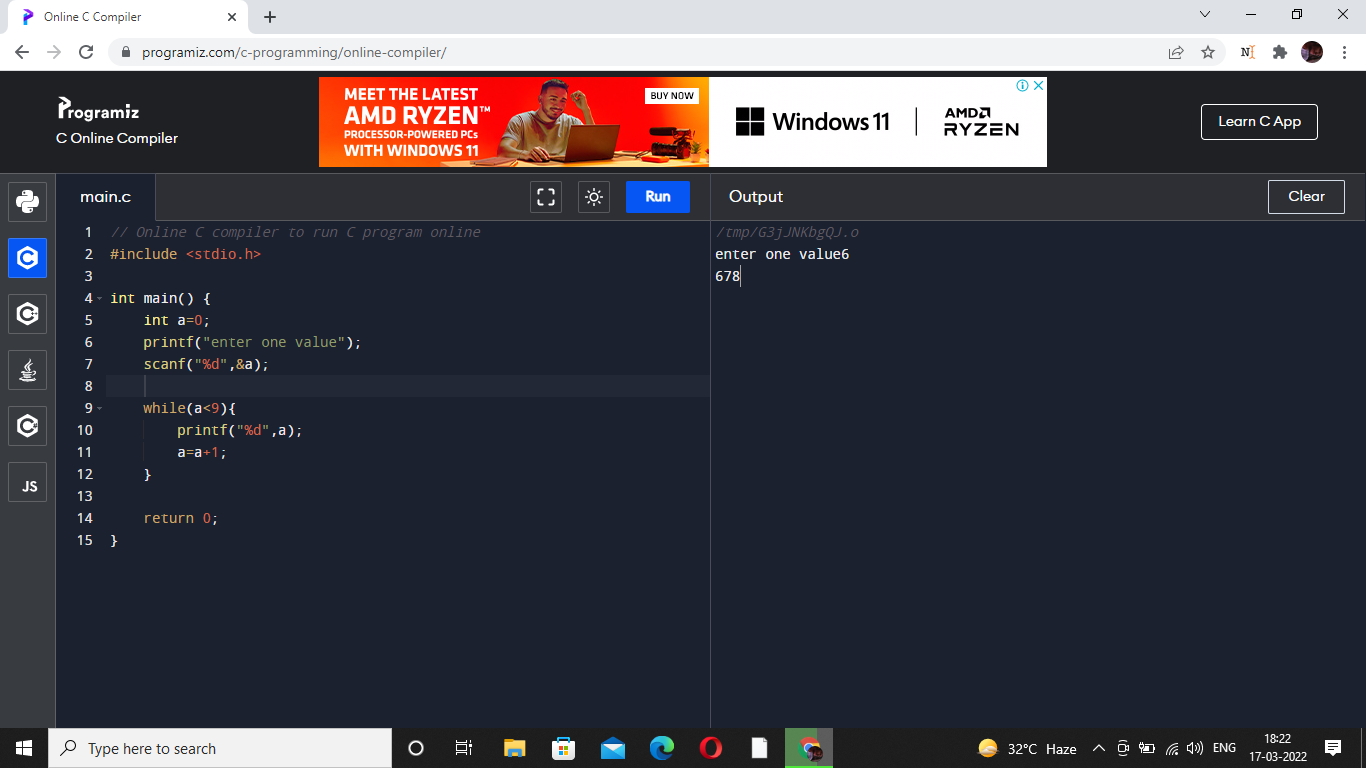 Online C Compiler
programiz.com/c-programming/online-compiler/
Programiz
C Online Compiler
MEET THE LATEST
AMD RYZEN™
PROCESSOR-POWERED PCs
WITH WINDOWS 11
BUY NOW
Windows 11
AMD
RYZEN
Learn C App
main.c
Run
Output
Clear
1 // Online C compiler to run C program online
2 #include <stdio.h>
3
4 int main() {
5 int a=0;
6 printf("enter one value");
7 scanf("%d",&a);
8
9 while(a<9){
10 printf("%d",a);
11 a=a+1;
12 }
13
14 return 0;
15 }
JS
/tmp/G3jJNKbgQJ.o
enter one value6
678
Type here to search
32°C Haze
ENG
18:22
17-03-2022